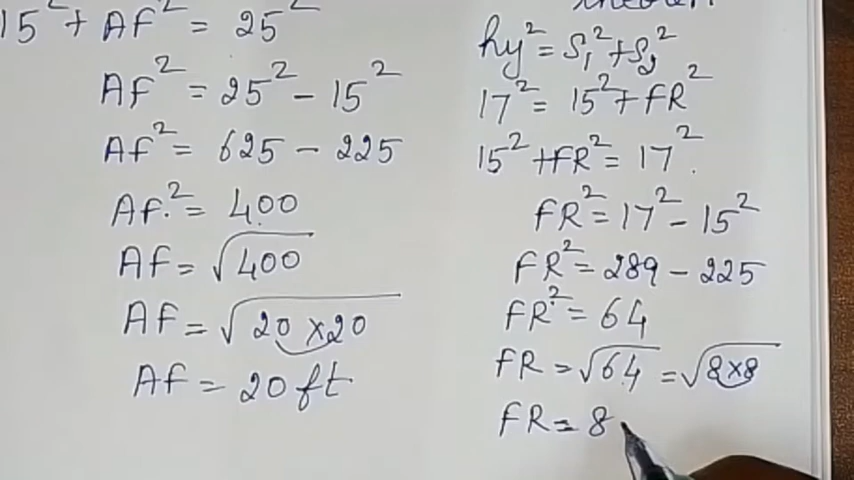 15² + AF² = 25²
AF² = 25² - 15²
AF² = 625 - 225
AF² = 400
AF = √400
AF = √20 × 20
AF = 20 ft
hy² = S₁² + S₂²
17² = 15² + FR²
15² + FR² = 17²
FR² = 17² - 15²
FR² = 289 - 225
FR² = 64
FR = √64 = √8×8
FR = 8